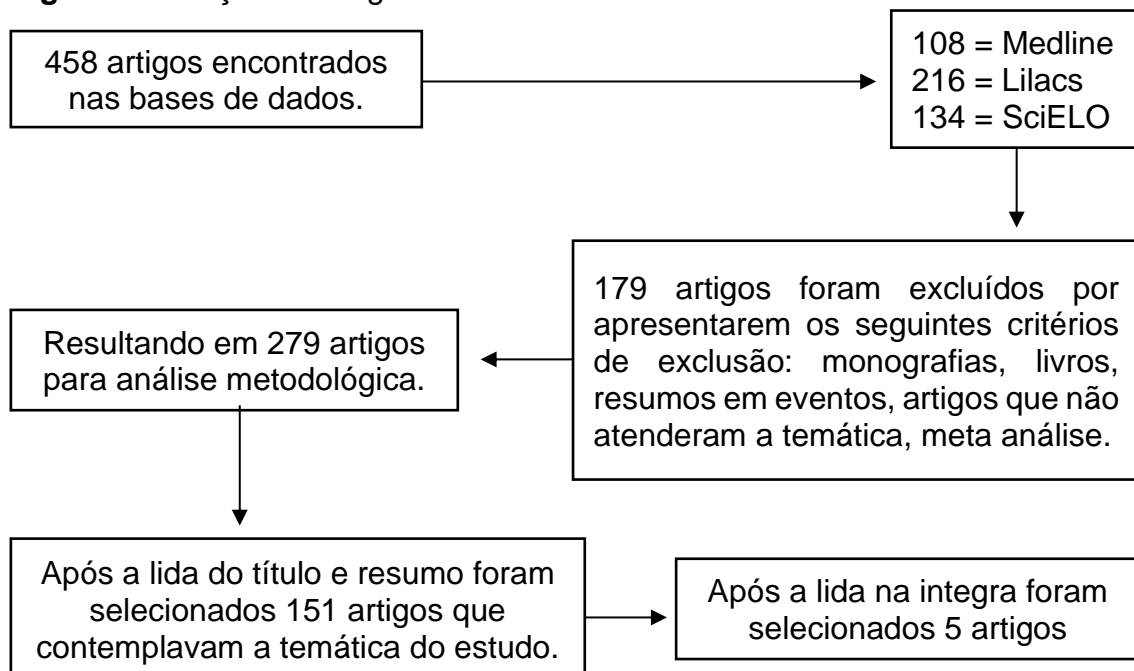 458 artigos encontrados
nas bases de dados.
108 = Medline
216 = Lilacs
134 = SciELO
179 artigos foram excluídos por
apresentarem os seguintes critérios
de exclusão: monografias, livros,
resumos em eventos, artigos que não
atenderam a temática, meta análise.
Resultando em 279 artigos
para análise metodológica.
Após a lida do título e resumo foram
selecionados 151 artigos que
contemplavam a temática do estudo.
Após a lida na integra foram
selecionados 5 artigos